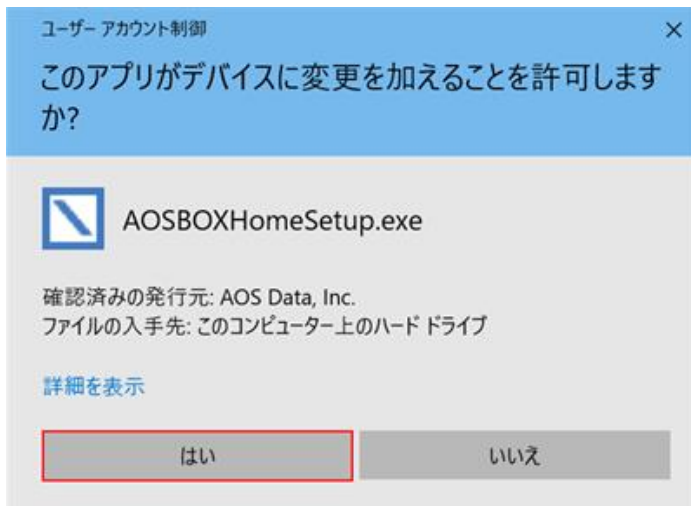 ユーザー アカウント制御
このアプリがデバイスに変更を加えることを許可します
か?
AOSBOXHomeSetup.exe
確認済みの発行元: AOS Data, Inc.
ファイルの入手先: このコンピューター上のハード ドライブ
詳細を表示
はい
いいえ